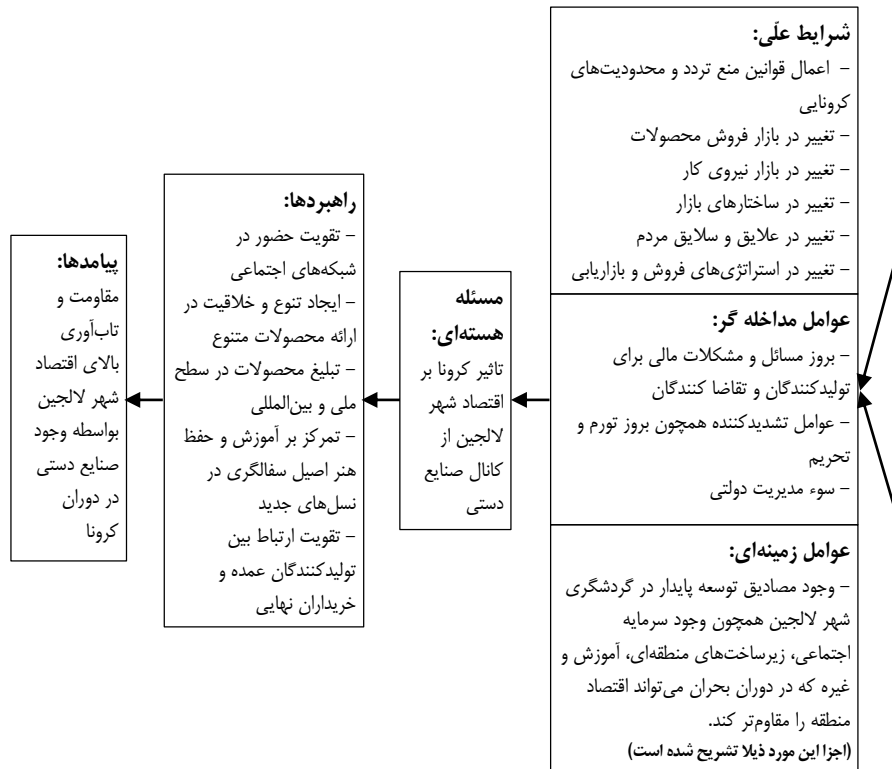 شرایط علّی:
– اعمال قوانین منع تردد و محدودیت‌های
کرونایی
– تغییر در بازار فروش محصولات
– تغییر در بازار نیروی کار
– تغییر در ساختارهای بازار
– تغییر در علایق و سلایق مردم
– تغییر در استراتژی‌های فروش و بازاریابی
عوامل مداخله گر:
– بروز مسائل و مشکلات مالی برای
تولیدکنندگان و تقاضا کنندگان
– عوامل تشدیدکننده همچون بروز تورم و
تحریم
– سوء مدیریت دولتی
عوامل زمینه‌ای:
– وجود مصادیق توسعه پایدار در گردشگری
شهر لالجین همچون وجود سرمایه
اجتماعی، زیرساخت‌های منطقه‌ای، آموزش و
غیره که در دوران بحران می‌تواند اقتصاد
منطقه را مقاوم‌تر کند.
(اجزا این مورد ذیلا تشریح شده است)
مسئله
هسته‌ای:
تاثیر کرونا بر
اقتصاد شهر
لالجین از
کانال صنایع
دستی
راهبردها:
– تقویت حضور در
شبکه‌های اجتماعی
– ایجاد تنوع و خلاقیت در
ارائه محصولات متنوع
– تبلیغ محصولات در سطح
ملی و بین‌المللی
– تمرکز بر آموزش و حفظ
هنر اصیل سفالگری در
نسل‌های جدید
– تقویت ارتباط بین
تولیدکنندگان عمده و
خریداران نهایی
پیامدها:
مقاومت و
تاب‌آوری
بالای اقتصاد
شهر لالجین
بواسطه وجود
صنایع دستی
در دوران
کرونا